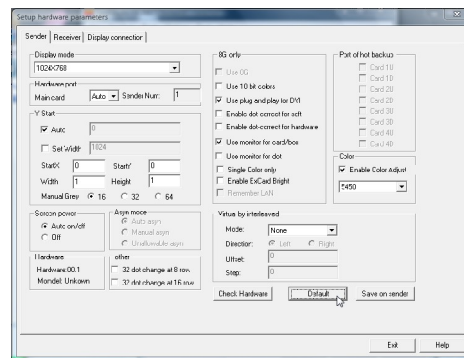 Setup hardware parameters
Sender Receiver Display connection
Display mode
1024X768
Hardware port
Main card Auto Sender Num: 1
Y Start
Auto 0
Set Width 1024
StartX 0 StartY 0
Width 1 Height 1
Manual Grey 16 32 64
Screen power
Auto on/off
Off
Asyn mode
Auto asyn
Manual asyn
Unallowable asyn
Hardware
Hardware:00.1
Mondel: Unkown
other
32 dot change at 8 row
32 dot change at 16 row
8G only
Use 8G
Use 10 bit colors
Use plug and play for DVI
Enable dot-correct for soft
Enable dot-correct for hardware
Use monitor for card/box
Use monitor for dot
Single Color only
Enable ExCard Bright
Remember LAN
Port of hot backup
Card 1U
Card 1D
Card 2U
Card 2D
Card 3U
Card 3D
Card 4U
Card 4D
Color
Enable Color Adjust
Virtual by interleaved
Mode: None
Direction: Left Right
Offset: 0
Step: 0
Check Hardware Default Save on sender
Exit Help